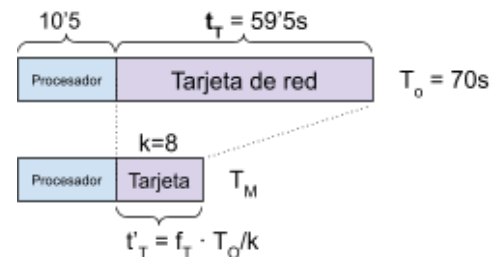 10'5 t_T = 59'5s
Procesador Tarjeta de red T_o = 70s
k=8
Procesador Tarjeta T_M
t'_T = f_T · T_O/k